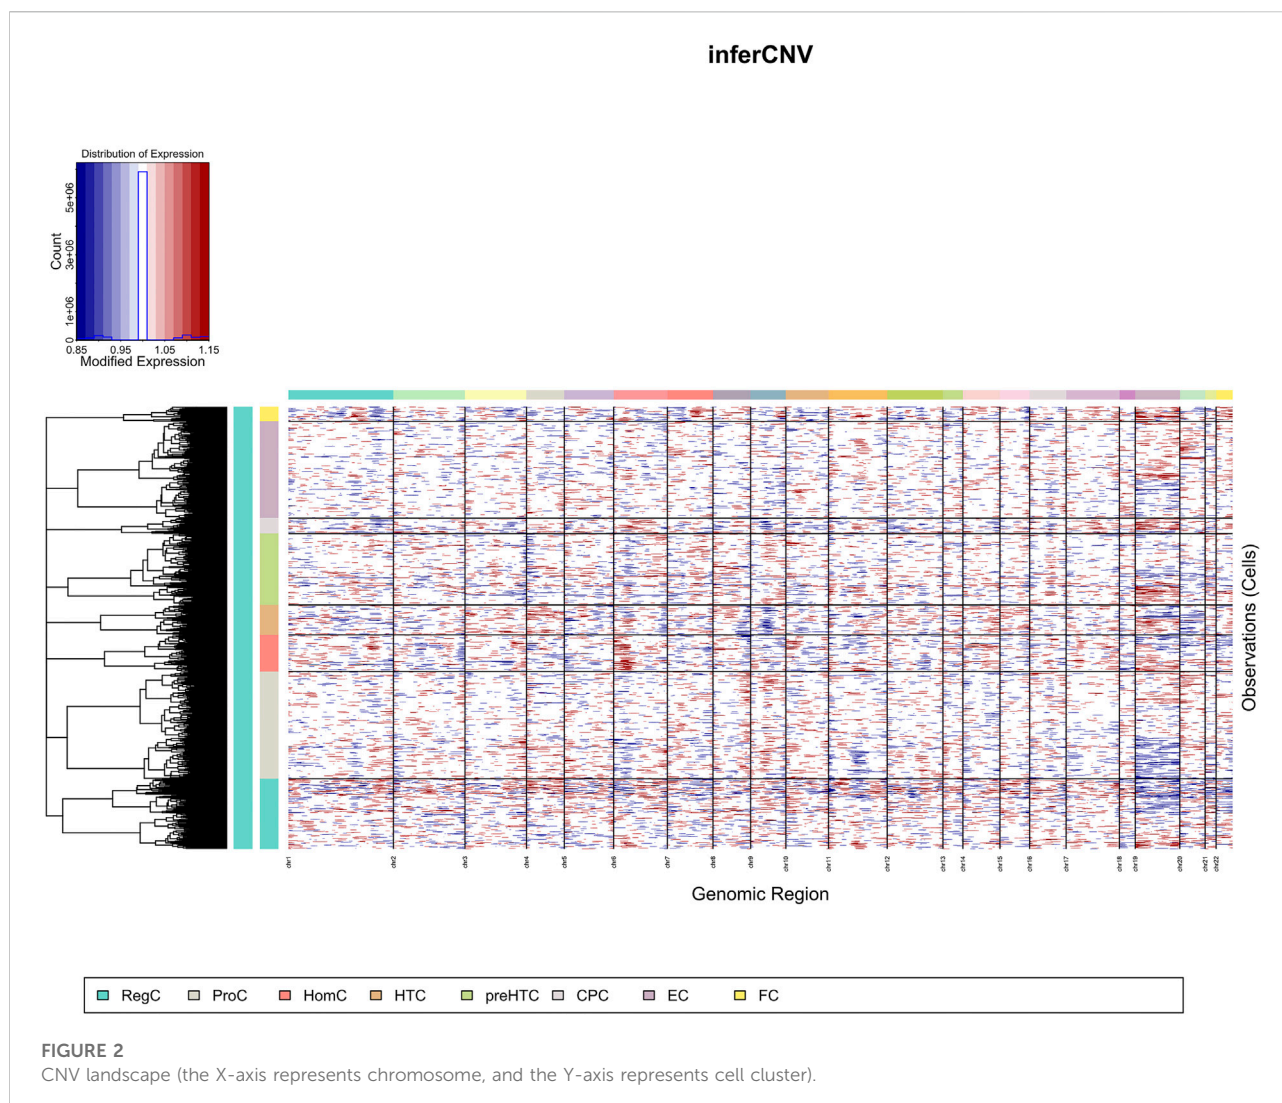 inferCNV
Distribution of Expression
Count
0 1e+06 3e+06 5e+06
0.85 0.95 1.05 1.15
Modified Expression
Observations (Cells)
chr1 chr2 chr3 chr4 chr5 chr6 chr7 chr8 chr9 chr10 chr11 chr12 chr13 chr14 chr15 chr16 chr17 chr18 chr19 chr20 chr21 chr22
Genomic Region
RegC ProC HomC HTC preHTC CPC EC FC
FIGURE 2
CNV landscape (the X-axis represents chromosome, and the Y-axis represents cell cluster).